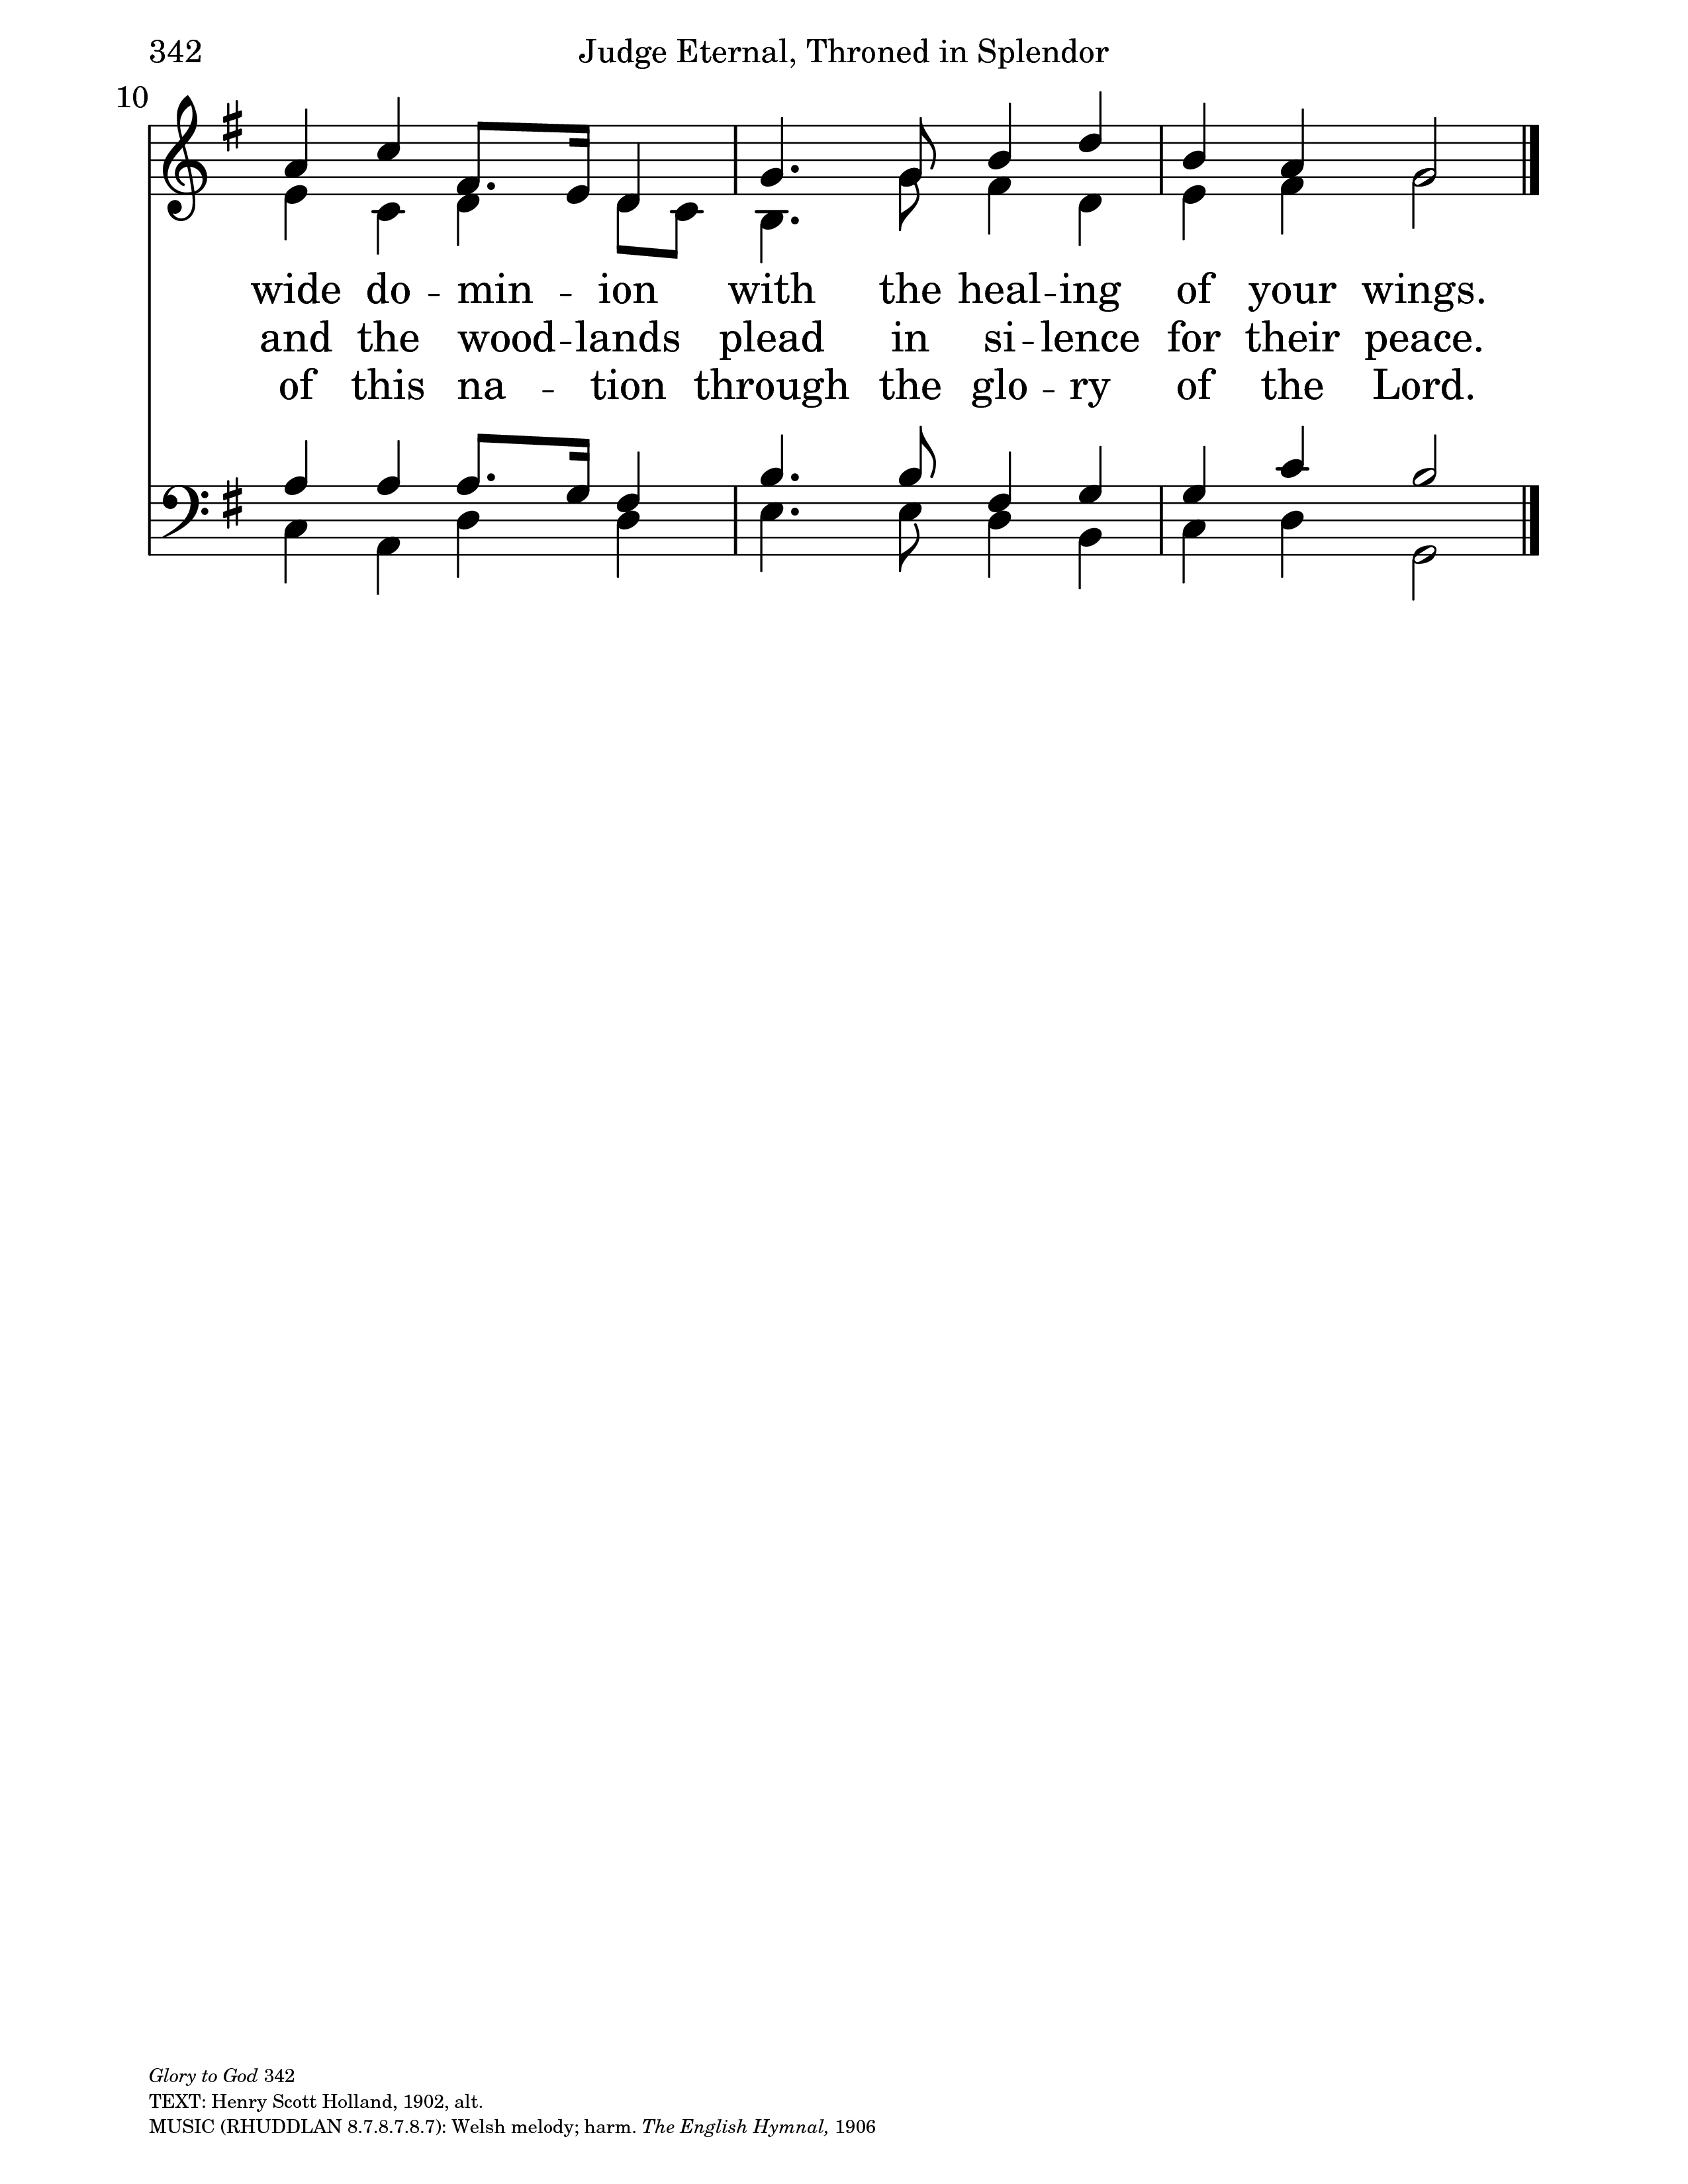 342 Judge Eternal, Throned in Splendor
10
wide do - min - ion with the heal - ing of your wings.
and the wood - lands plead in si - lence for their peace.
of this na - tion through the glo - ry of the Lord.
Glory to God 342
TEXT: Henry Scott Holland, 1902, alt.
MUSIC (RHUDDLAN 8.7.8.7.8.7): Welsh melody; harm. The English Hymnal, 1906